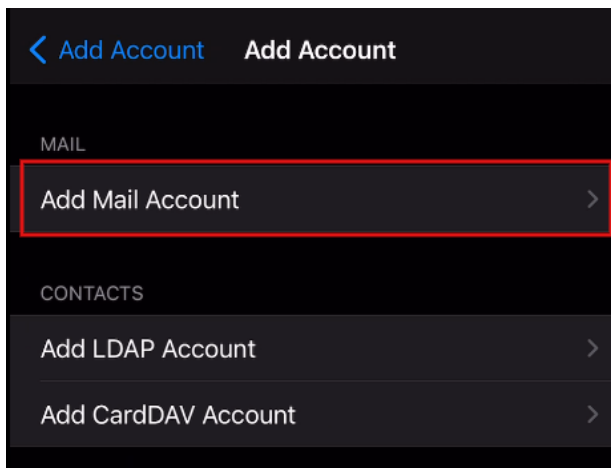 Add Account Add Account
MAIL
Add Mail Account
CONTACTS
Add LDAP Account
Add CardDAV Account